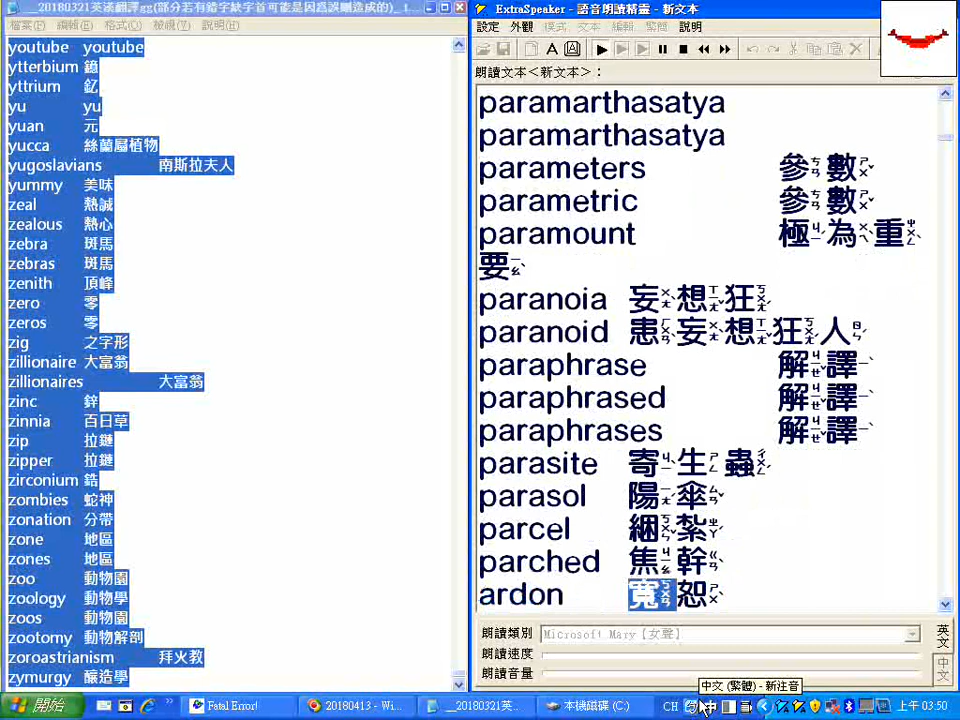 __20180321英漢翻譯gg(部分若有錯字缺字首可能是因為誤刪造成的)_1
檔案(F) 編輯(E) 格式(O) 檢視(V) 說明(H)
youtube youtube
ytterbium 鐿
yttrium 釔
yu yu
yuan 元
yucca 絲蘭屬植物
yugoslavians 南斯拉夫人
yummy 美味
zeal 熱誠
zealous 熱心
zebra 斑馬
zebras 斑馬
zenith 頂峰
zero 零
zeros 零
zig 之字形
zillionaire 大富翁
zillionaires 大富翁
zinc 鋅
zinnia 百日草
zip 拉鏈
zipper 拉鏈
zirconium 鋯
zombies 蛇神
zonation 分帶
zone 地區
zones 地區
zoo 動物園
zoology 動物學
zoos 動物園
zootomy 動物解剖
zoroastrianism 拜火教
zymurgy 釀造學
ExtraSpeaker - 語音朗讀精靈 - 新文本
設定 外觀 模式 文本 編輯 繁簡 說明
朗讀文本<新文本>:
paramarthasatya
paramarthasatya
parameters 參數
parametric 參數
paramount 極為重
要
paranoia 妄想狂
paranoid 患妄想狂人
paraphrase 解譯
paraphrased 解譯
paraphrases 解譯
parasite 寄生蟲
parasol 陽傘
parcel 綑紮
parched 焦幹
ardon 寬恕
朗讀類別 Microsoft Mary【女聲】
朗讀速度
朗讀音量
英文
中文
中文 (繁體) - 新注音
開始 Fatal Error! 20180413 - Wi... __20180321英... 本機磁碟 (C:) CH 中 上午 03:50